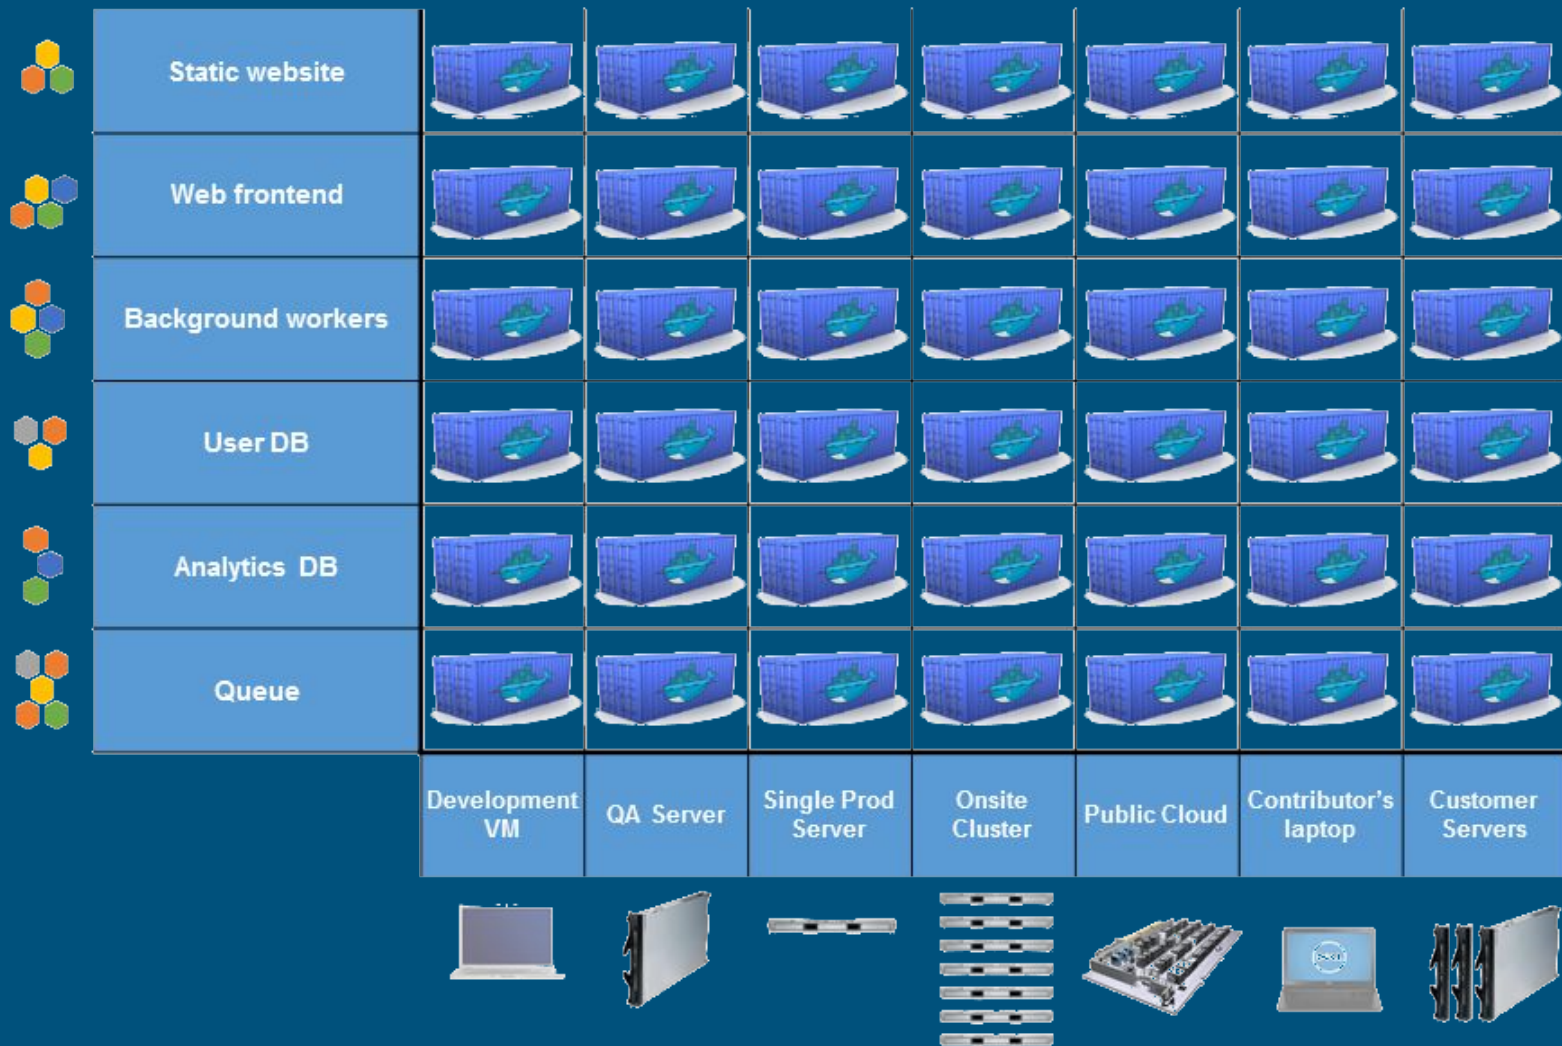 Static website
Web frontend
Background workers
User DB
Analytics DB
Queue
Development
VM
QA Server
Single Prod
Server
Onsite
Cluster
Public Cloud
Contributor's
laptop
Customer
Servers